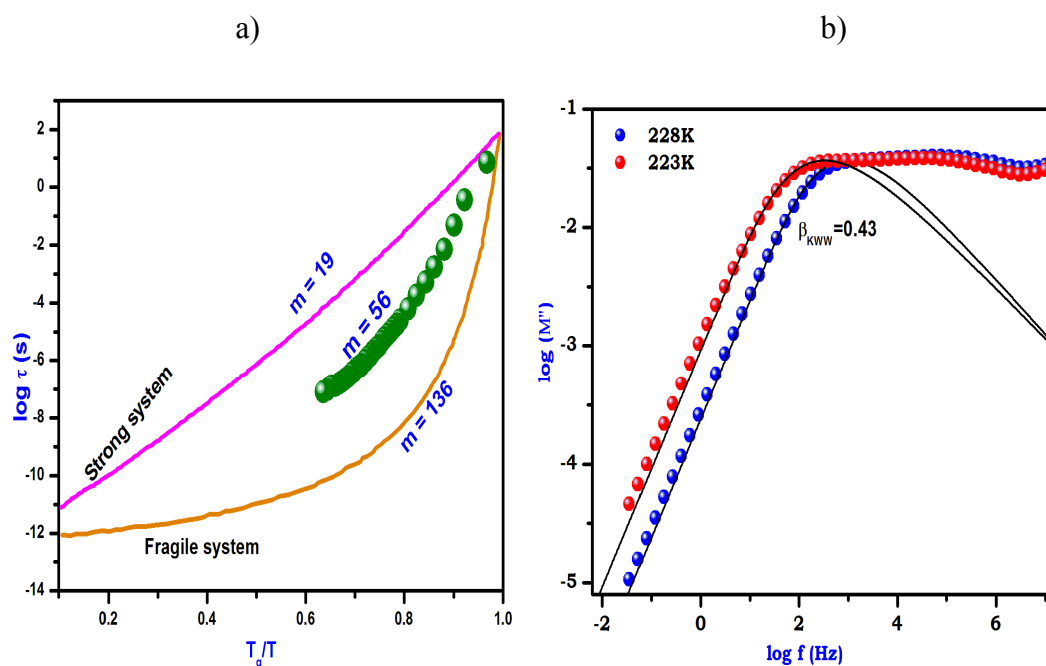 a)
b)
2
0
-2
-4
-6
-8
-10
-12
-14
0.2
0.4
0.6
0.8
1.0
log τ (s)
T_g/T
m = 19
m = 56
m = 136
Strong system
Fragile system
-1
-2
-3
-4
-5
-2
0
2
4
6
log (M")
log f (Hz)
228K
223K
β_KWW=0.43